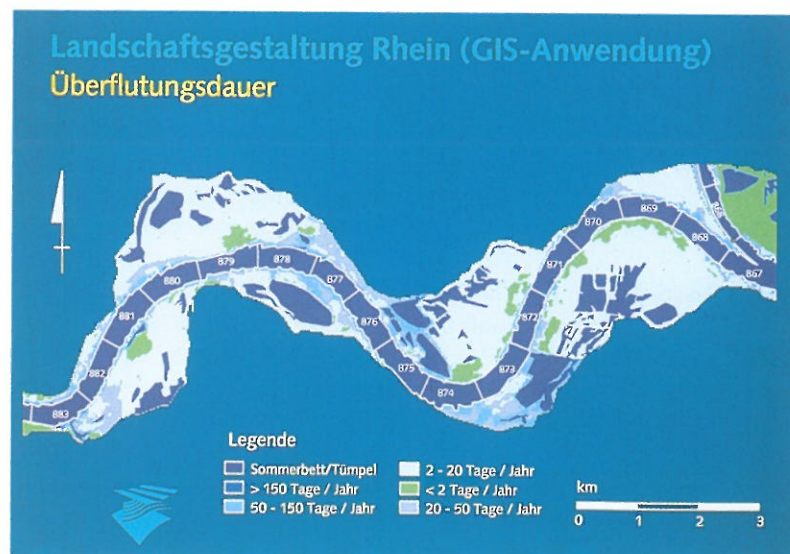 Landschaftsgestaltung Rhein (GIS-Anwendung)
Überflutungsdauer
870
869
868
867
871
872
873
874
875
876
877
878
879
880
881
882
883
Legende
Sommerbett/Tümpel
> 150 Tage / Jahr
50 - 150 Tage / Jahr
2 - 20 Tage / Jahr
< 2 Tage / Jahr
20 - 50 Tage / Jahr
km
0 1 2 3